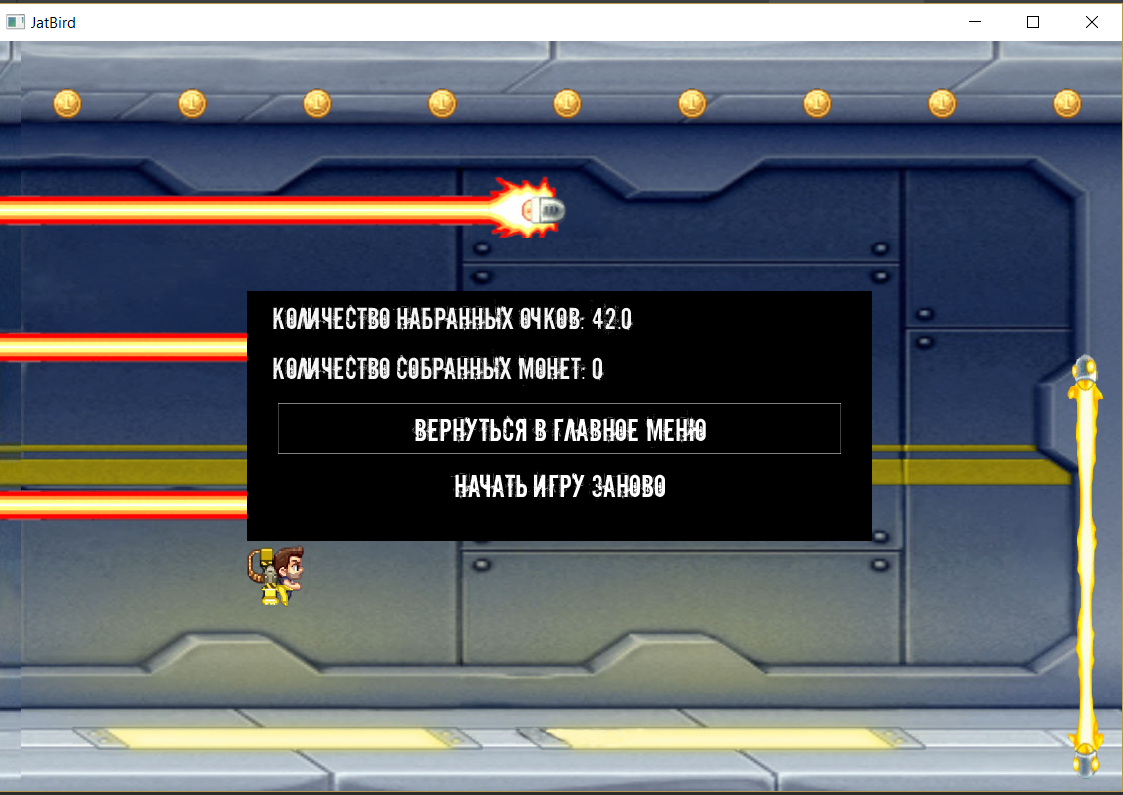 JatBird
КОЛИЧЕСТВО НАБРАННЫХ ОЧКОВ: 42.0
КОЛИЧЕСТВО СОБРАННЫХ МОНЕТ: 0
ВЕРНУТЬСЯ В ГЛАВНОЕ МЕНЮ
НАЧАТЬ ИГРУ ЗАНОВО